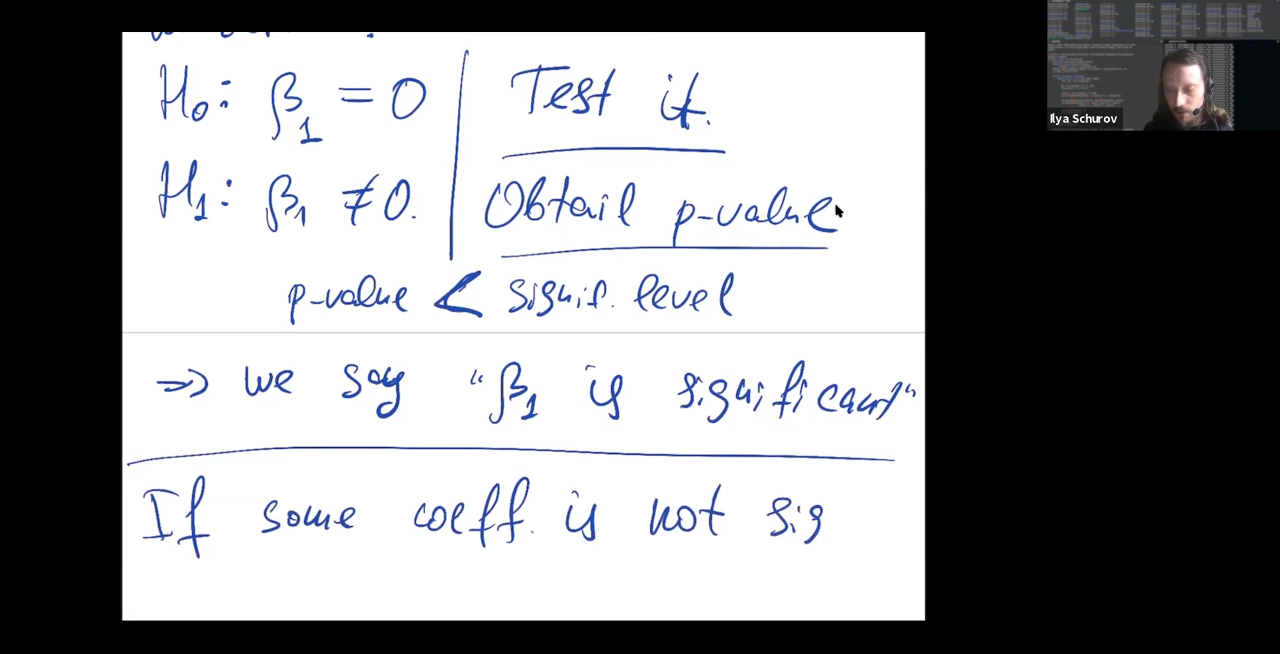 H₀: β₁ = 0 | Test it.
H₁: β₁ ≠ 0. | Obtail p-value
p-value < signif. level
=> we say "β₁ is significant"
If some coeff. is not sig
Ilya Schurov